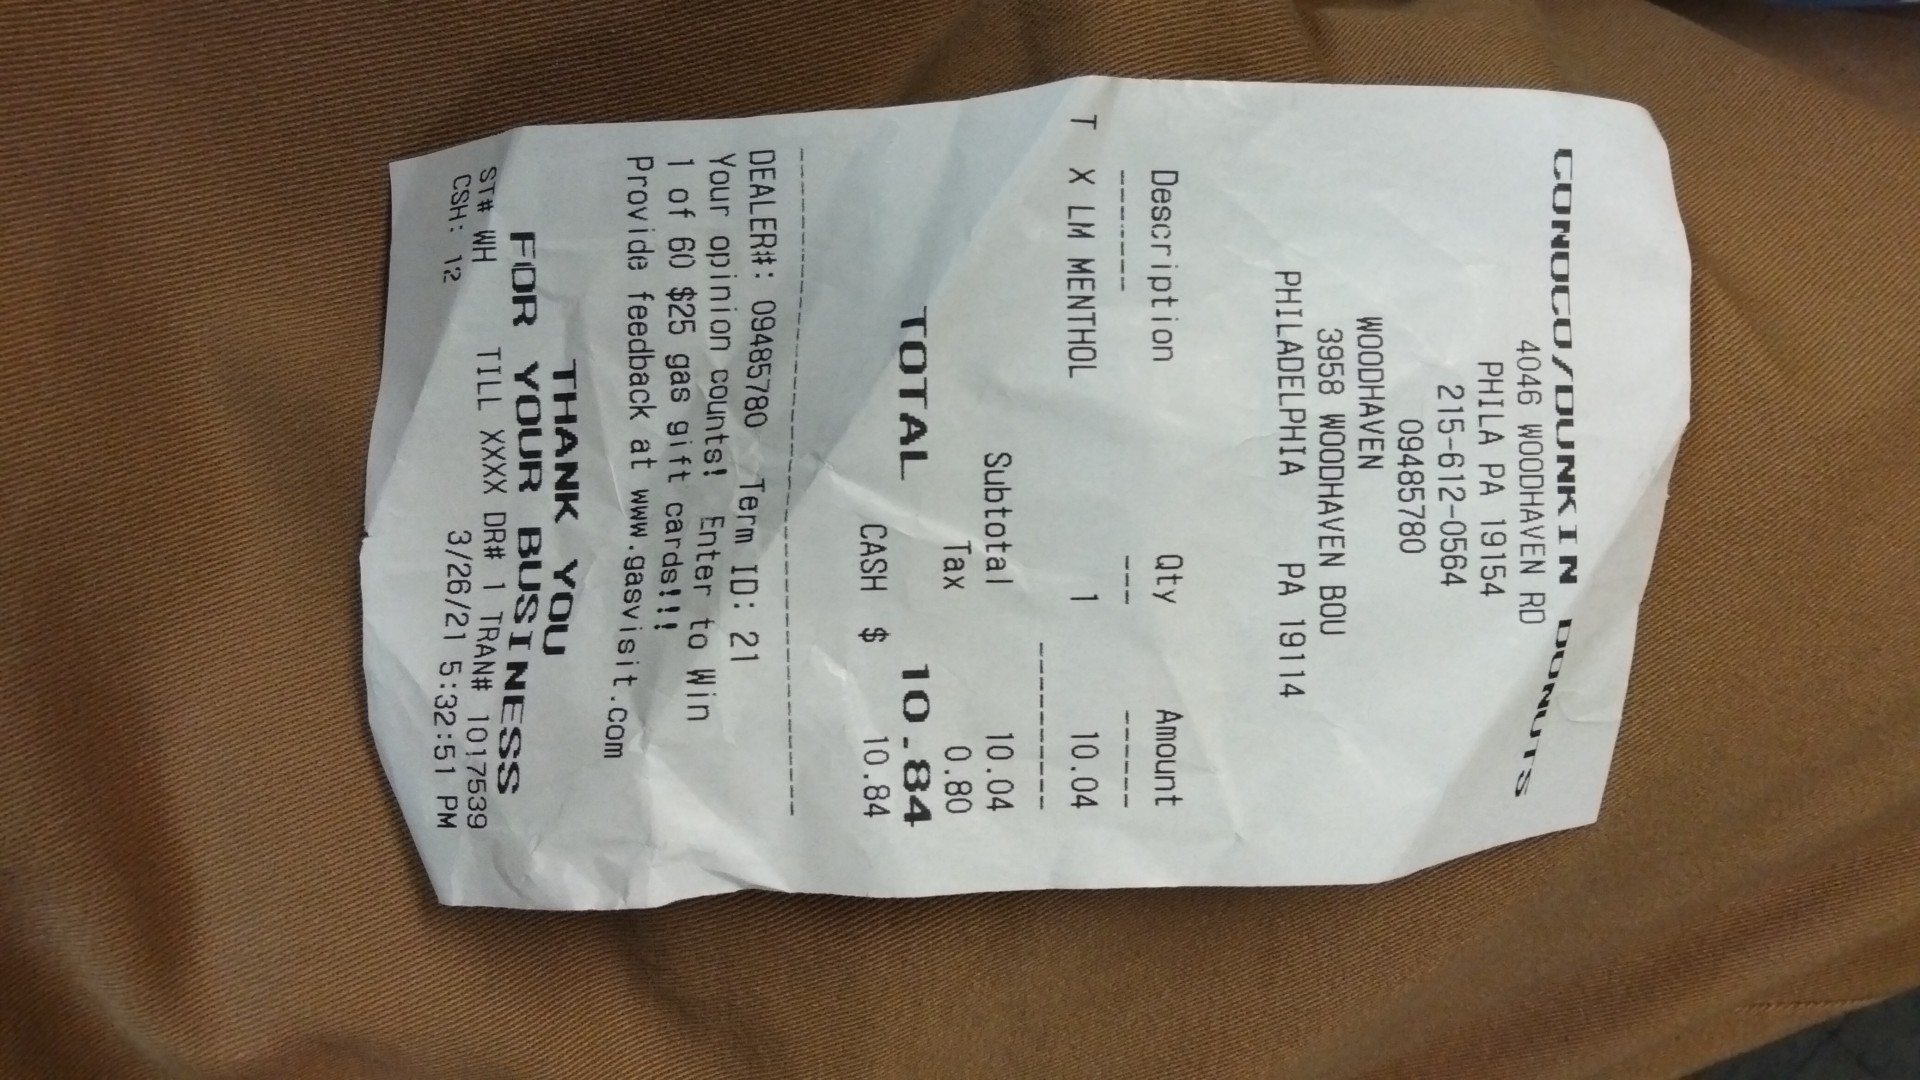 CONOCO/DUNKIN DONUTS
4046 WOODHAVEN RD
PHILA PA 19154
215-612-0564
09485780
WOODHAVEN
3958 WOODHAVEN BOU
PHILADELPHIA PA 19114
Description Qty Amount
------- --- ------
T X LM MENTHOL 1 10.04
----------
Subtotal 10.04
Tax 0.80
TOTAL 10.84
CASH $ 10.84
----------------------------------------
DEALER#: 09485780 Term ID: 21
Your opinion counts! Enter to Win
1 of 60 $25 gas gift cards!!!
Provide feedback at www.gasvisit.com
THANK YOU
FOR YOUR BUSINESS
ST# WH TILL XXXX DR# 1 TRAN# 1017539
CSH: 12 3/26/21 5:32:51 PM